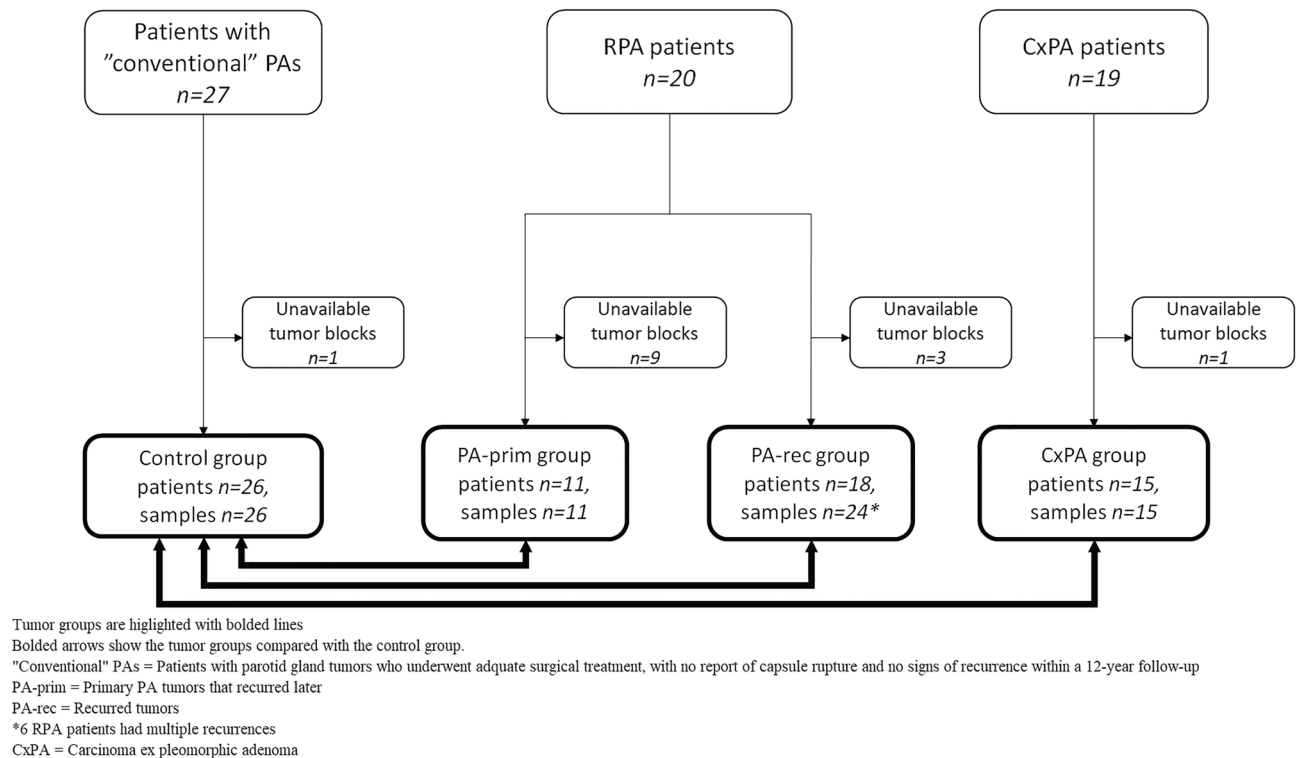 Patients with
”conventional” PAs
n=27
RPA patients
n=20
CxPA patients
n=19
Unavailable
tumor blocks
n=1
Unavailable
tumor blocks
n=9
Unavailable
tumor blocks
n=3
Unavailable
tumor blocks
n=1
Control group
patients n=26,
samples n=26
PA-prim group
patients n=11,
samples n=11
PA-rec group
patients n=18,
samples n=24*
CxPA group
patients n=15,
samples n=15
Tumor groups are higlighted with bolded lines
Bolded arrows show the tumor groups compared with the control group.
"Conventional" PAs = Patients with parotid gland tumors who underwent adquate surgical treatment, with no report of capsule rupture and no signs of recurrence within a 12-year follow-up
PA-prim = Primary PA tumors that recurred later
PA-rec = Recurred tumors
*6 RPA patients had multiple recurrences
CxPA = Carcinoma ex pleomorphic adenoma